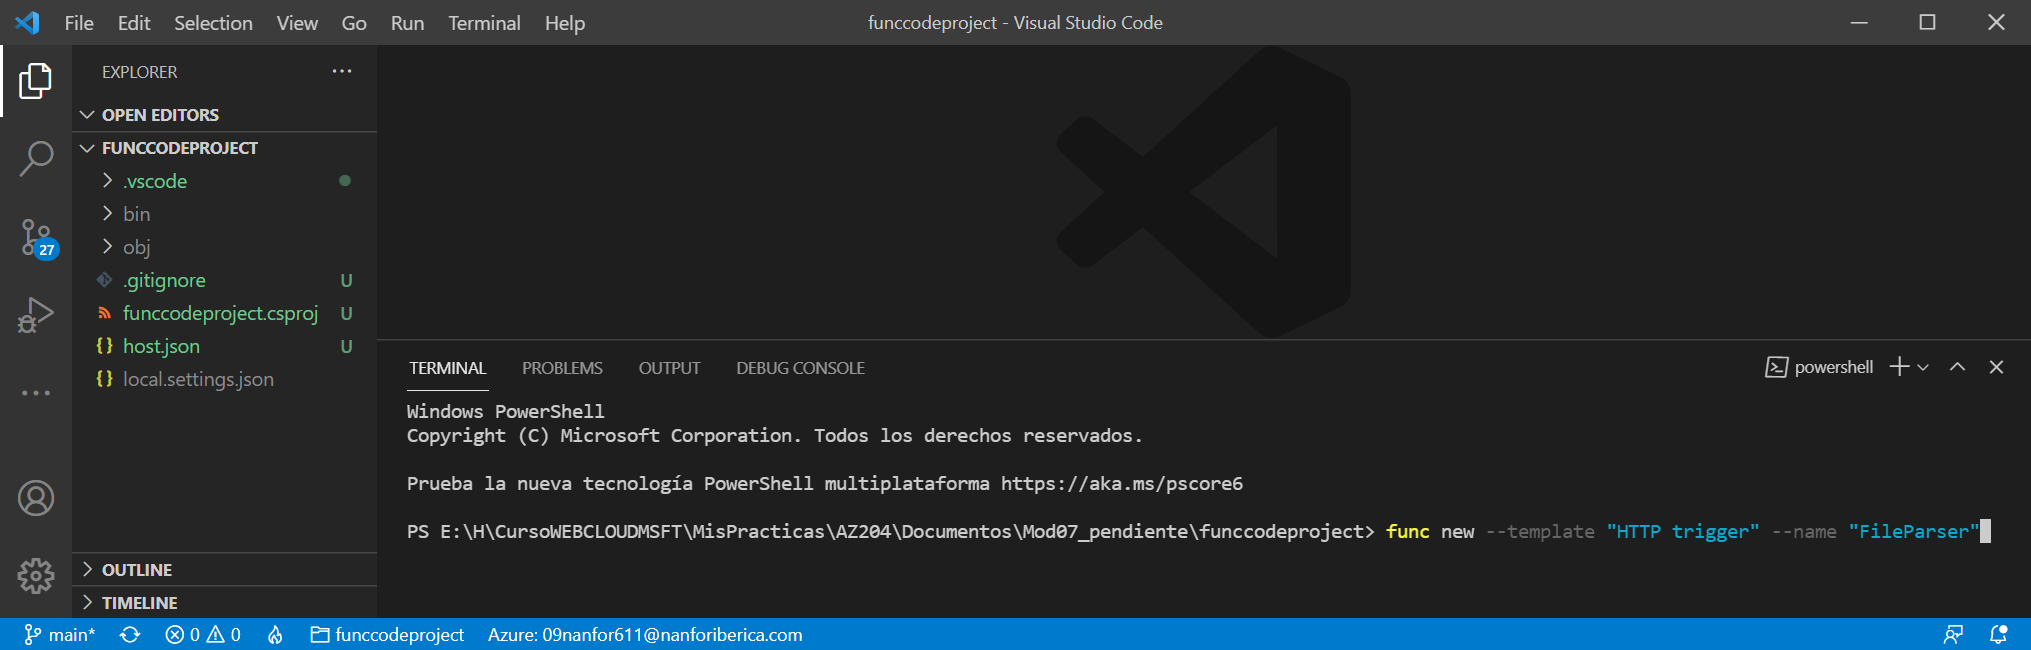 File Edit Selection View Go Run Terminal Help
funccodeproject - Visual Studio Code
EXPLORER
OPEN EDITORS
FUNCCODEPROJECT
.vscode
bin
obj
.gitignore U
funccodeproject.csproj U
host.json U
local.settings.json
27
OUTLINE
TIMELINE
TERMINAL PROBLEMS OUTPUT DEBUG CONSOLE
powershell
Windows PowerShell
Copyright (C) Microsoft Corporation. Todos los derechos reservados.
Prueba la nueva tecnología PowerShell multiplataforma https://aka.ms/pscore6
PS E:\H\CursoWEBCLOUDMSFT\MisPracticas\AZ204\Documentos\Mod07_pendiente\funccodeproject> func new --template "HTTP trigger" --name "FileParser"
main* 0 0 funccodeproject Azure: 09nanfor611@nanforiberica.com